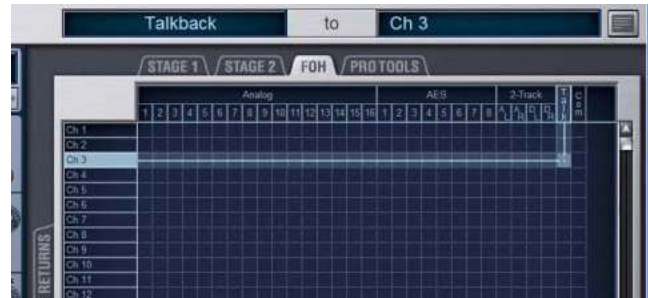 Talkback to Ch 3
STAGE 1 STAGE 2 FOH PRO TOOLS
Analog AES 2-Track Talk Com
1 2 3 4 5 6 7 8 9 10 11 12 13 14 15 16 1 2 3 4 5 6 7 8 A L A R D L D R
Ch 1
Ch 2
Ch 3
Ch 4
Ch 5
Ch 6
Ch 7
Ch 8
Ch 9
Ch 10
Ch 11
Ch 12
RETURNS